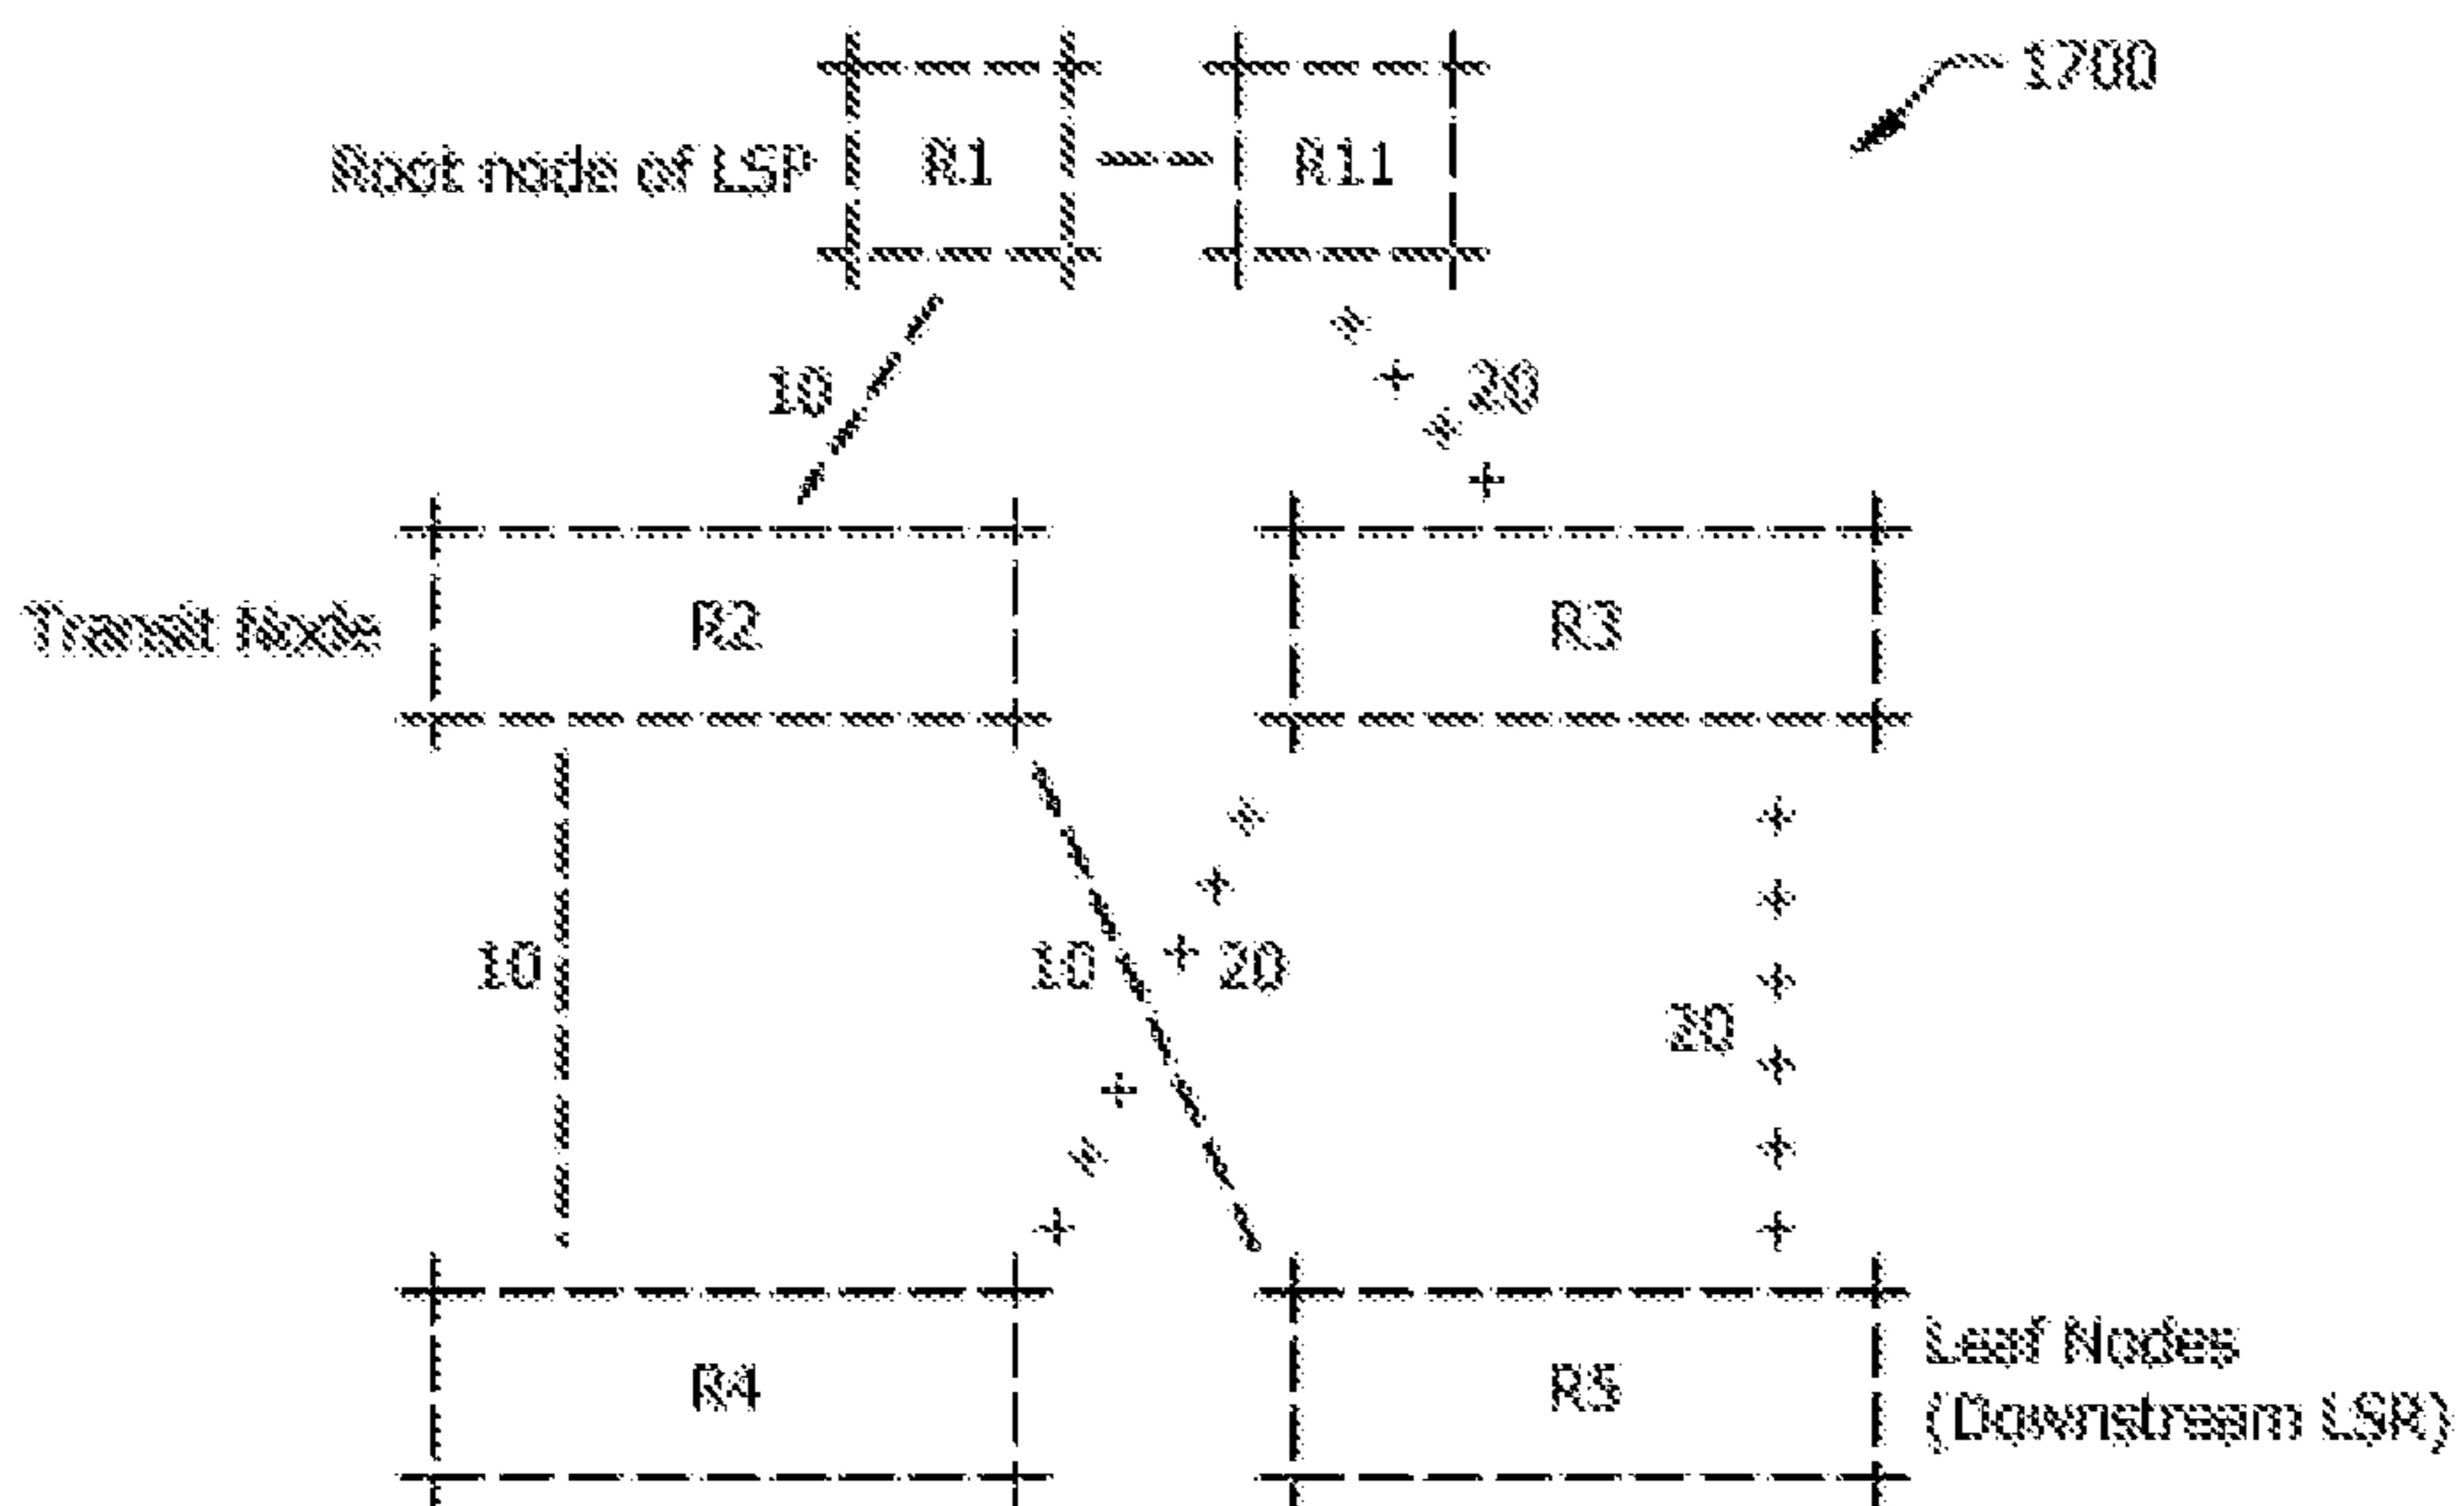 1200
Root node of LSP
R1
R11
10
20
Transit Node
R2
R3
10
10
20
20
R4
R5
Leaf Nodes
(Downstream LSR)